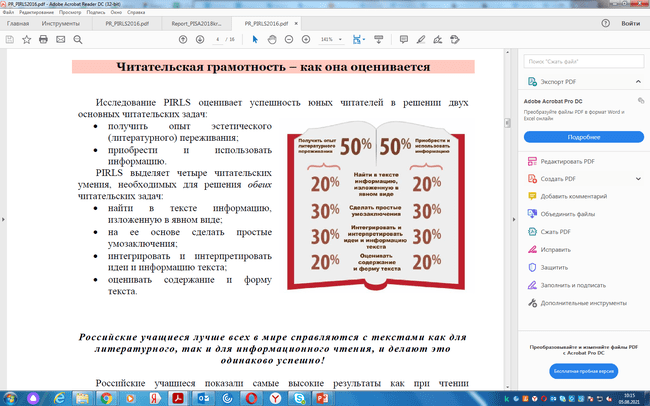 PR_PIRLS2016.pdf - Adobe Acrobat Reader DC (32-bit)
Файл Редактирование Просмотр Подпись Окно Справка
Главная Инструменты PR_PIRLS2016.pdf Report_PISA2018kr... PR_PIRLS2016.pdf × Войти
4 / 18 141%
Читательская грамотность – как она оценивается
Исследование PIRLS оценивает успешность юных читателей в решении двух
основных читательских задач:
• получить опыт эстетического
(литературного) переживания;
• приобрести и использовать
информацию.
PIRLS выделяет четыре читательских
умения, необходимых для решения обеих
читательских задач:
• найти в тексте информацию,
изложенную в явном виде;
• на ее основе сделать простые
умозаключения;
• интегрировать и интерпретировать
идеи и информацию текста;
• оценивать содержание и форму
текста.
Получить опыт
литературного
переживания
50% 50%
Приобрести и
использовать
информацию
20% Найти в тексте
информацию,
изложенную в
явном виде 20%
30% Сделать простые
умозаключения 30%
30% Интегрировать и
интерпретировать
идеи и информацию
текста 30%
20% Оценивать
содержание
и форму текста 20%
Российские учащиеся лучше всех в мире справляются с текстами как для
литературного, так и для информационного чтения, и делают это
одинаково успешно!
Российские учащиеся показали самые высокие результаты как при чтении
Поиск "Сжать файл"
Экспорт PDF
Adobe Acrobat Pro DC
Преобразуйте файлы PDF в формат Word и
Excel онлайн
Подробнее
Редактировать PDF
Создать PDF
Добавить комментарий
Объединить файлы
Сжать PDF
Исправить
Защитить
Заполнить и подписать
Дополнительные инструменты
Преобразовывайте и изменяйте файлы PDF
с Acrobat Pro DC
Бесплатная пробная версия
10:15
05.08.2021